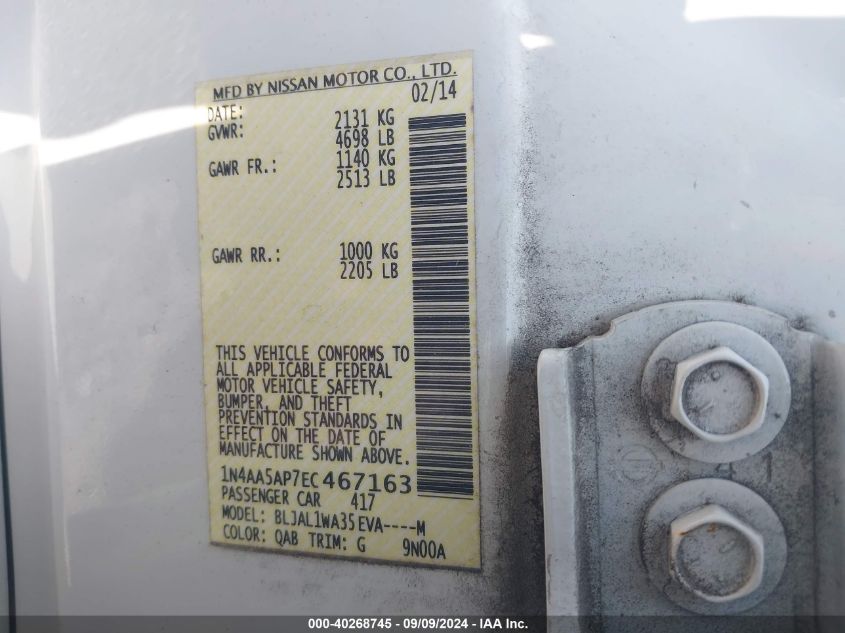 MFD BY NISSAN MOTOR CO., LTD.
DATE: 02/14
GVWR: 2131 KG
4698 LB
GAWR FR.: 1140 KG
2513 LB
GAWR RR.: 1000 KG
2205 LB
THIS VEHICLE CONFORMS TO
ALL APPLICABLE FEDERAL
MOTOR VEHICLE SAFETY,
BUMPER, AND THEFT
PREVENTION STANDARDS IN
EFFECT ON THE DATE OF
MANUFACTURE SHOWN ABOVE.
1N4AA5AP7EC467163
PASSENGER CAR 417
MODEL: BLJAL1WA35EVA----M
COLOR: QAB TRIM: G 9N00A
41
000-40268745 - 09/09/2024 - IAA Inc.